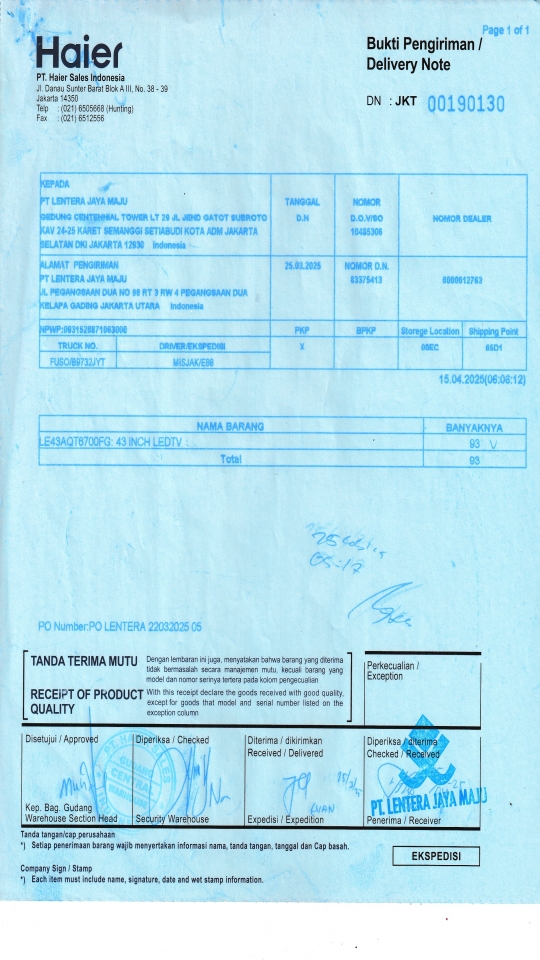 Page 1 of 1
Haier
Bukti Pengiriman /
Delivery Note
PT. Haier Sales Indonesia
Jl. Danau Sunter Barat Blok A III, No. 38 - 39
Jakarta 14350
Telp : (021) 6505668 (Hunting)
Fax : (021) 6512556
DN : JKT 00190130
KEPADA
PT LENTERA JAYA MAJU
GEDUNG CENTENNIAL TOWER LT 29 JL JEND GATOT SUBROTO
KAV 24-25 KARET SEMANGGI SETIABUDI KOTA ADM JAKARTA
SELATAN DKI JAKARTA 12930 Indonesia
TANGGAL
D.N
NOMOR
D.O.V/SO
10485306
NOMOR DEALER
ALAMAT PENGIRIMAN
PT LENTERA JAYA MAJU
JL PEGANGSAAN DUA NO 98 RT 3 RW 4 PEGANGSAAN DUA
KELAPA GADING JAKARTA UTARA Indonesia
25.03.2025
NOMOR D.N.
83375413
NPWP:
PKP
BPKP
Storege Location
Shipping Point
TRUCK NO.
DRIVER/EKSPEDISI
X
FUSO/B9732JYT
MISJAK/E88
15.04.2025(06:08:12)
NAMA BARANG
BANYAKNYA
LE43AQT6700FG: 43 INCH LEDTV :
93 V
Total
93
PO Number:PO LENTERA 22032025 05
TANDA TERIMA MUTU
Dengan lembaran ini juga, menyatakan bahwa barang yang diterima
tidak bermasalah secara manajemen mutu, kecuali barang yang
model dan nomor serinya tertera pada kolom pengecualian
RECEIPT OF PRODUCT
QUALITY
With this receipt declare the goods received with good quality,
except for goods that model and serial number listed on the
exception column
Perkecualian /
Exception
Disetujui / Approved
Diperiksa / Checked
Diterima / dikirimkan
Received / Delivered
Diperiksa / diterima
Checked / Received
CENTRAL
PT. LENTERA JAYA MAJU
Kep. Bag. Gudang
Warehouse Section Head
Security Warehouse
Expedisi / Expedition
Penerima / Receiver
Tanda tangan/cap perusahaan
*) Setiap penerimaan barang wajib menyertakan informasi nama, tanda tangan, tanggal dan Cap basah.
EKSPEDISI
Company Sign / Stamp
*) Each item must include name, signature, date and wet stamp information.